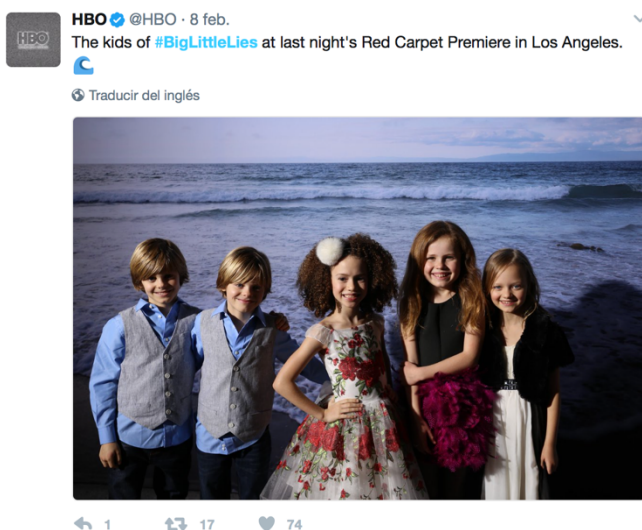 HBO
HBO @HBO · 8 feb.
The kids of #BigLittleLies at last night's Red Carpet Premiere in Los Angeles.
Traducir del inglés
1 17 74